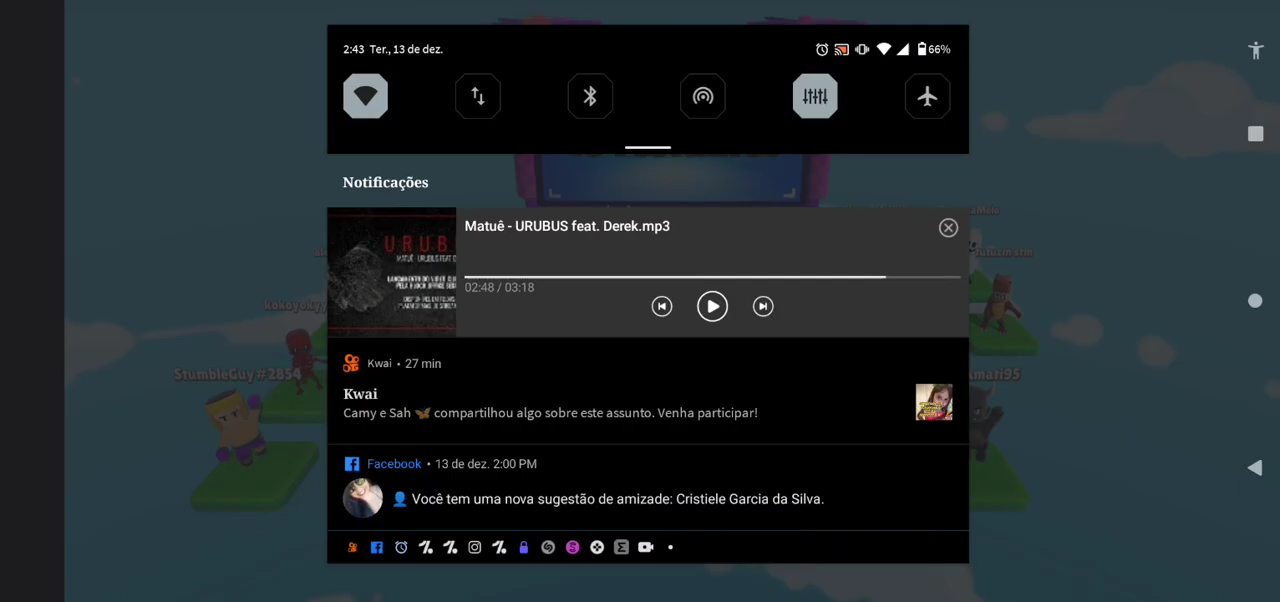 2:43 Ter., 13 de dez.
66%
Notificações
Matuê - URUBUS feat. Derek.mp3
URUB
02:48 / 03:18
kokoyoky
StumbleGuy#2854
Kwai • 27 min
Kwai
Camy e Sah 🦋 compartilhou algo sobre este assunto. Venha participar!
Facebook • 13 de dez. 2:00 PM
👤 Você tem uma nova sugestão de amizade: Cristiele Garcia da Silva.